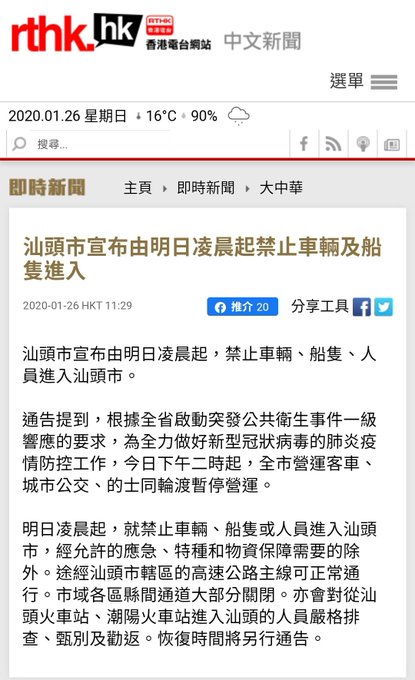 rthk.hk
RTHK
香港電台
香港電台網站
中文新聞
選單
2020.01.26 星期日 16°C 90%
搜尋...
即時新聞 主頁 即時新聞 大中華
汕頭市宣布由明日凌晨起禁止車輛及船
隻進入
2020-01-26 HKT 11:29 推介 20 分享工具
汕頭市宣布由明日凌晨起，禁止車輛、船隻、人
員進入汕頭市。
通告提到，根據全省啟動突發公共衛生事件一級
響應的要求，為全力做好新型冠狀病毒的肺炎疫
情防控工作，今日下午二時起，全市營運客車、
城市公交、的士同輪渡暫停營運。
明日凌晨起，就禁止車輛、船隻或人員進入汕頭
市，經允許的應急、特種和物資保障需要的除
外。途經汕頭市轄區的高速公路主線可正常通
行。市域各區縣間通道大部分關閉。亦會對從汕
頭火車站、潮陽火車站進入汕頭的人員嚴格排
查、甄別及勸返。恢復時間將另行通告。